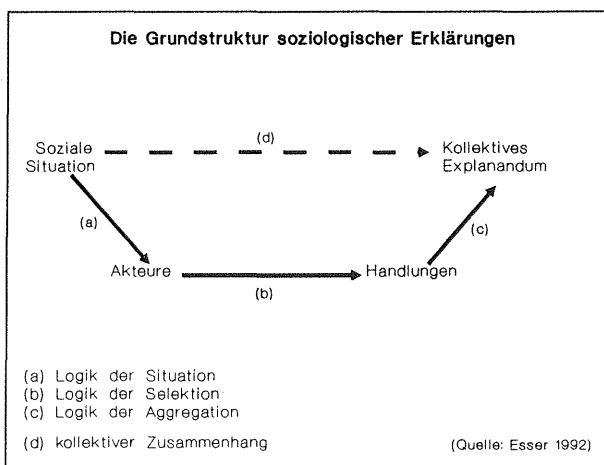 Die Grundstruktur soziologischer Erklärungen
(d)
Soziale
Situation
Kollektives
Explanandum
(a)
(c)
Akteure
Handlungen
(b)
(a) Logik der Situation
(b) Logik der Selektion
(c) Logik der Aggregation
(d) kollektiver Zusammenhang
(Quelle: Esser 1992)